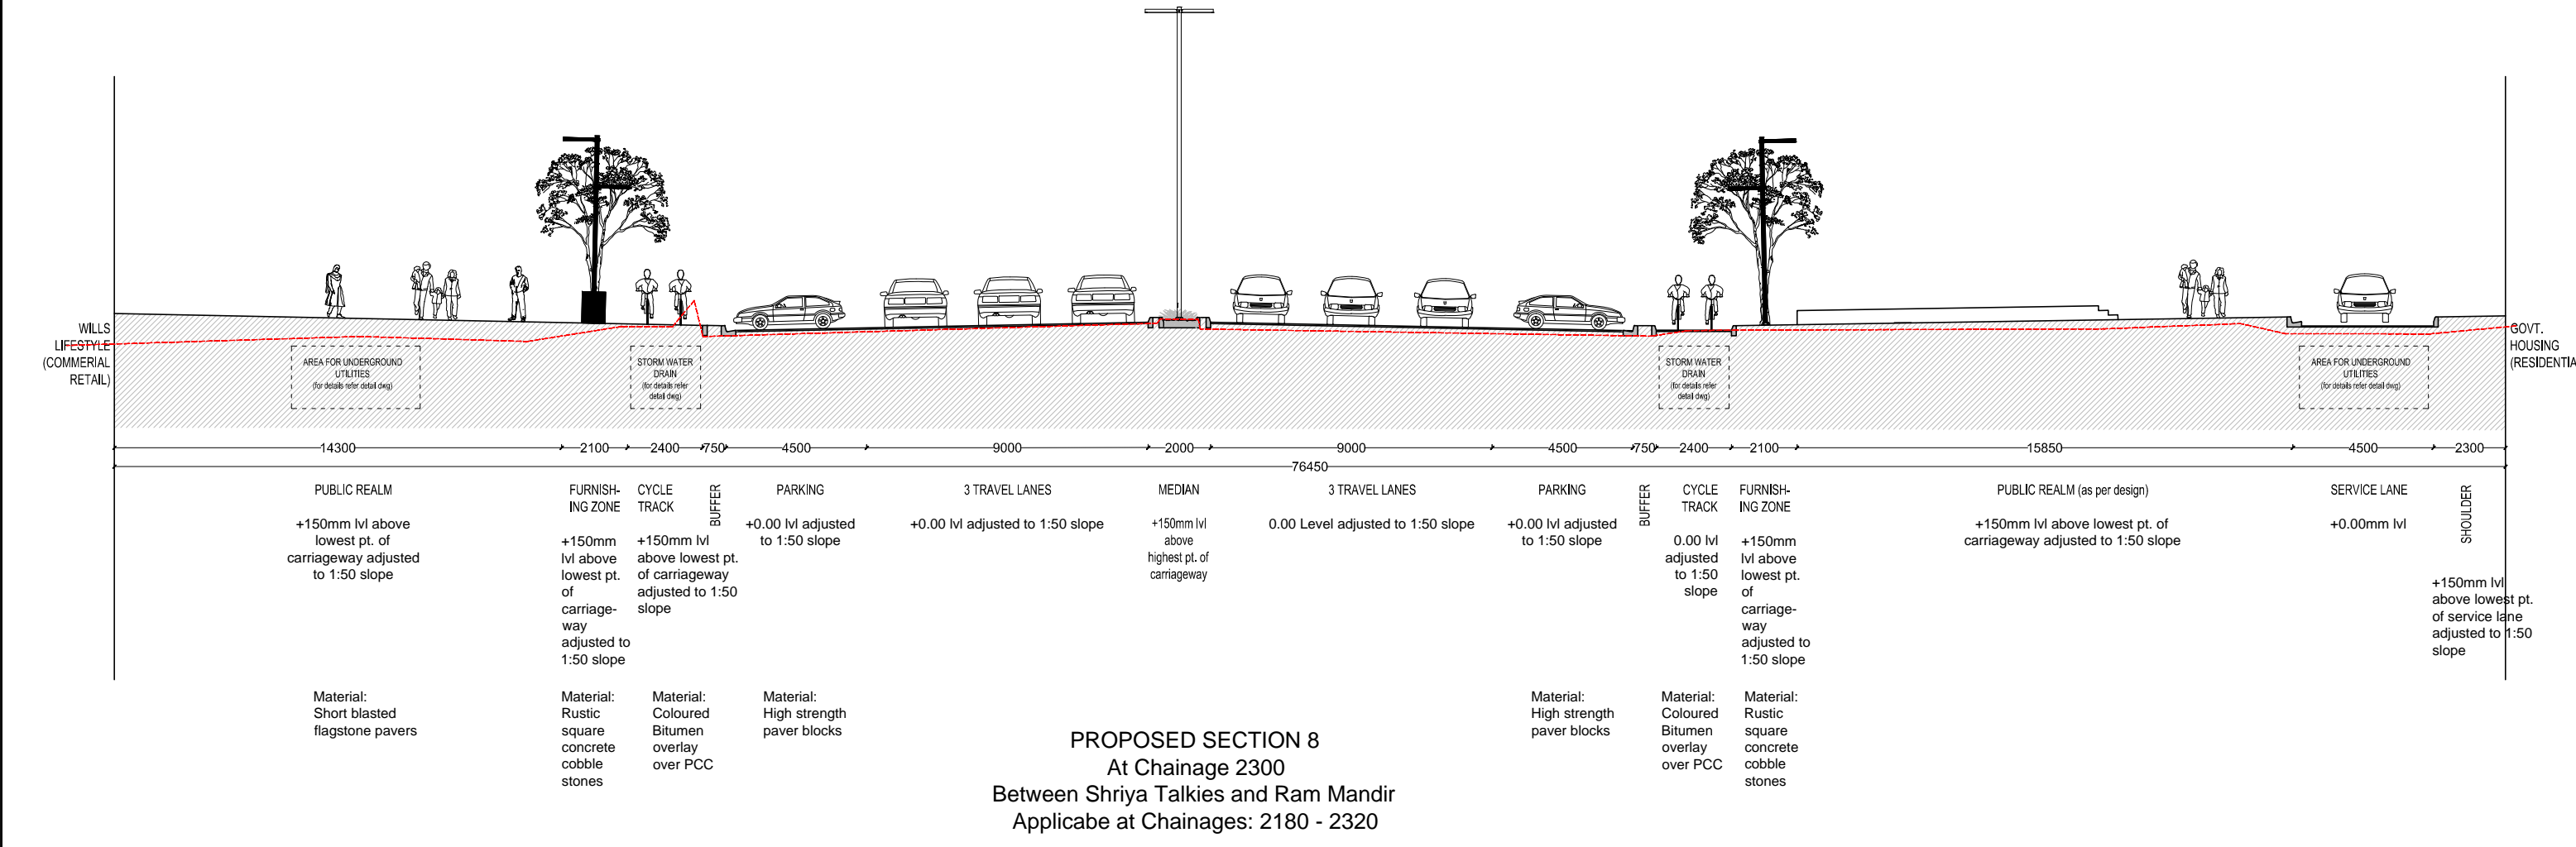 WILLS
LIFESTYLE
(COMMERIAL
RETAIL)
AREA FOR UNDERGROUND
UTILITIES
(for details refer detail dwg)
STORM WATER
DRAIN
(for details refer
detail dwg)
STORM WATER
DRAIN
(for details refer
detail dwg)
AREA FOR UNDERGROUND
UTILITIES
(for details refer detail dwg)
GOVT.
HOUSING
(RESIDENTIA
14300 2100 2400 750 4500 9000 2000 9000 4500 750 2400 2100 15850 4500 2300
76450
PUBLIC REALM
+150mm lvl above
lowest pt. of
carriageway adjusted
to 1:50 slope
FURNISH-
ING ZONE
+150mm
lvl above
lowest pt.
of
carriage-
way
adjusted to
1:50 slope
CYCLE
TRACK
+150mm lvl
above lowest pt.
of carriageway
adjusted to 1:50
slope
BUFFER
PARKING
+0.00 lvl adjusted
to 1:50 slope
3 TRAVEL LANES
+0.00 lvl adjusted to 1:50 slope
MEDIAN
+150mm lvl
above
highest pt. of
carriageway
3 TRAVEL LANES
0.00 Level adjusted to 1:50 slope
PARKING
+0.00 lvl adjusted
to 1:50 slope
BUFFER
CYCLE
TRACK
0.00 lvl
adjusted
to 1:50
slope
FURNISH-
ING ZONE
+150mm
lvl above
lowest pt.
of
carriage-
way
adjusted to
1:50 slope
PUBLIC REALM (as per design)
+150mm lvl above lowest pt. of
carriageway adjusted to 1:50 slope
SERVICE LANE
+0.00mm lvl
SHOULDER
+150mm lvl
above lowest pt.
of service lane
adjusted to 1:50
slope
Material:
Short blasted
flagstone pavers
Material:
Rustic
square
concrete
cobble
stones
Material:
Coloured
Bitumen
overlay
over PCC
Material:
High strength
paver blocks
Material:
High strength
paver blocks
Material:
Coloured
Bitumen
overlay
over PCC
Material:
Rustic
square
concrete
cobble
stones
PROPOSED SECTION 8
At Chainage 2300
Between Shriya Talkies and Ram Mandir
Applicabe at Chainages: 2180 - 2320